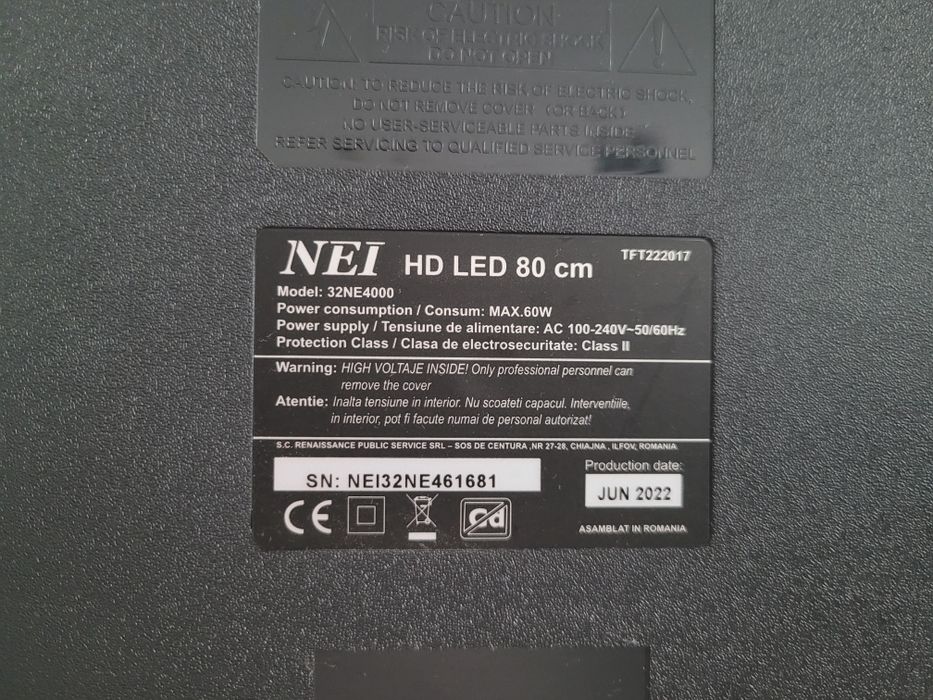 CAUTION
RISK OF ELECTRIC SHOCK
DO NOT OPEN
CAUTION: TO REDUCE THE RISK OF ELECTRIC SHOCK,
DO NOT REMOVE COVER (OR BACK)
NO USER-SERVICEABLE PARTS INSIDE
REFER SERVICING TO QUALIFIED SERVICE PERSONNEL
NEI HD LED 80 cm TFT222017
Model: 32NE4000
Power consumption / Consum: MAX.60W
Power supply / Tensiune de alimentare: AC 100-240V~50/60Hz
Protection Class / Clasa de electrosecuritate: Class II
Warning: HIGH VOLTAJE INSIDE! Only professional personnel can
remove the cover
Atentie: Inalta tensiune in interior. Nu scoateti capacul. Interventiile,
in interior, pot fi facute numai de personal autorizat!
S.C. RENAISSANCE PUBLIC SERVICE SRL – SOS DE CENTURA ,NR 27-28, CHIAJNA , ILFOV, ROMANIA
SN: NEI32NE461681
Production date:
JUN 2022
CE
Cd
ASAMBLAT IN ROMANIA